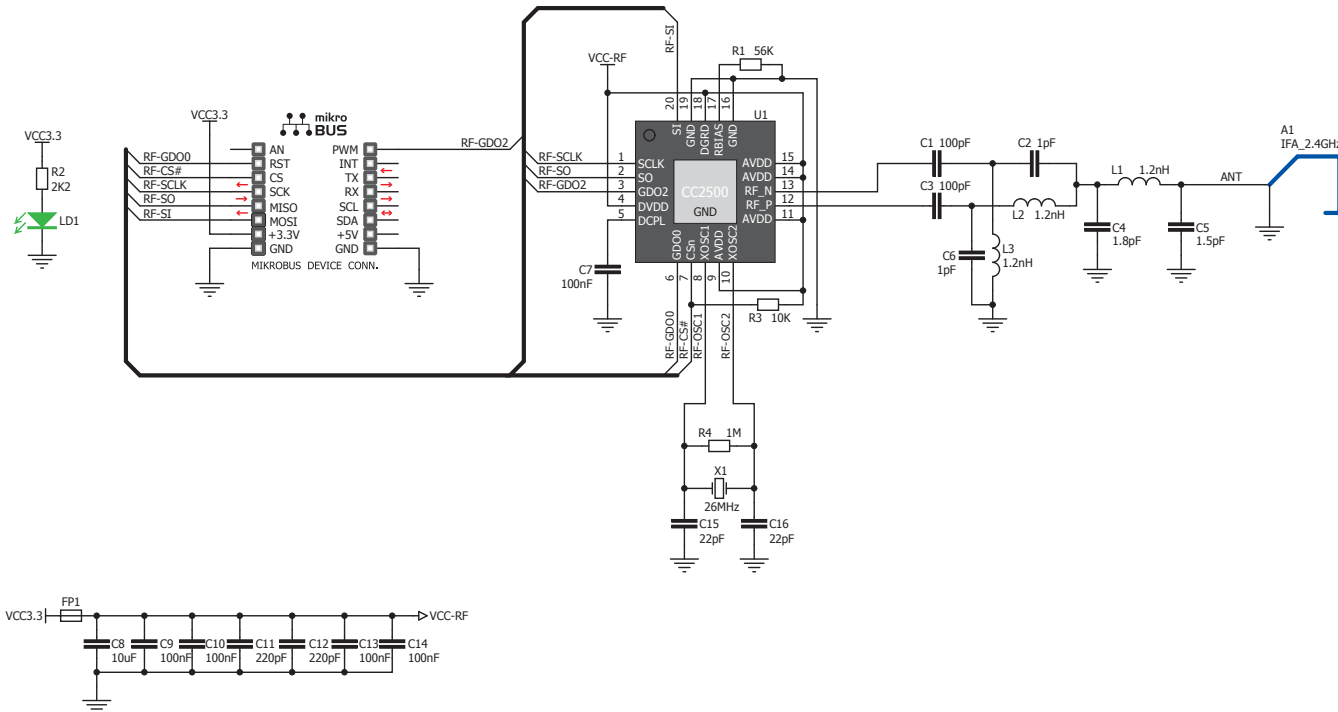 RF-SI
R1 56K
VCC-RF
20
19
18
17
16
U1
SI
GND
DGRD
RBIAS
GND
mikro
BUS
VCC3.3
VCC3.3
R2
2K2
LD1
RF-GDO0
RF-CS#
RF-SCLK
RF-SO
RF-SI
AN
RST
CS
SCK
MISO
MOSI
+3.3V
GND
PWM
INT
TX
RX
SCL
SDA
+5V
GND
MIKROBUS DEVICE CONN.
RF-GDO2
RF-SCLK
RF-SO
RF-GDO2
1
2
3
4
5
SCLK
SO
GDO2
DVDD
DCPL
CC2500
GND
AVDD
AVDD
RF_N
RF_P
AVDD
15
14
13
12
11
GDO0
CSn
XOSC1
AVDD
XOSC2
6
7
8
9
10
C7
100nF
R3 10K
RF-GDO0
RF-CS#
RF-OSC1
RF-OSC2
C1 100pF
C2 1pF
C3 100pF
L2 1.2nH
L1 1.2nH
ANT
A1
IFA_2.4GHz
C4
1.8pF
C5
1.5pF
C6
1pF
L3
1.2nH
R4 1M
X1
26MHz
C15
22pF
C16
22pF
VCC3.3
FP1
VCC-RF
C8
10uF
C9
100nF
C10
100nF
C11
220pF
C12
220pF
C13
100nF
C14
100nF